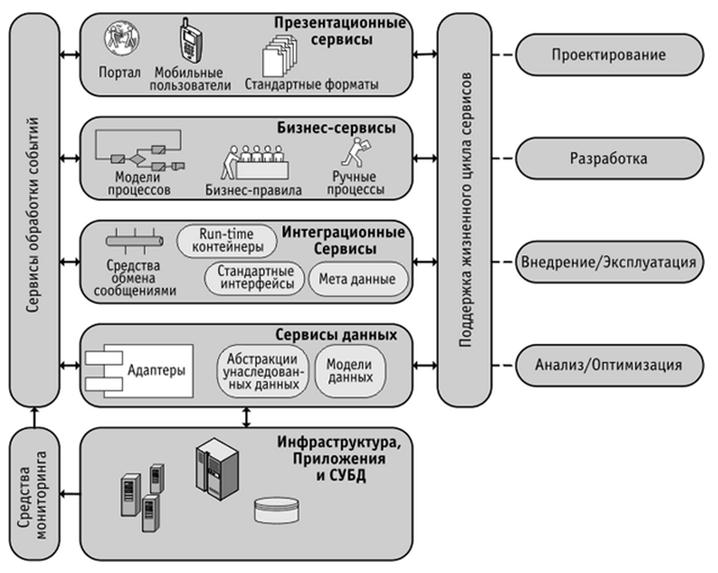 Сервисы обработки событий
Презентационные
сервисы
Портал
Мобильные
пользователи
Стандартные форматы
Бизнес-сервисы
Модели
процессов
Бизнес-правила
Ручные
процессы
Интеграционные
Сервисы
Run-time
контейнеры
Средства
обмена
сообщениями
Стандартные
интерфейсы
Мета данные
Сервисы данных
Адаптеры
Абстракции
унаследован-
ных данных
Модели
данных
Средства
мониторинга
Инфраструктура,
Приложения
и СУБД
Поддержка жизненного цикла сервисов
Проектирование
Разработка
Внедрение/Эксплуатация
Анализ/Оптимизация